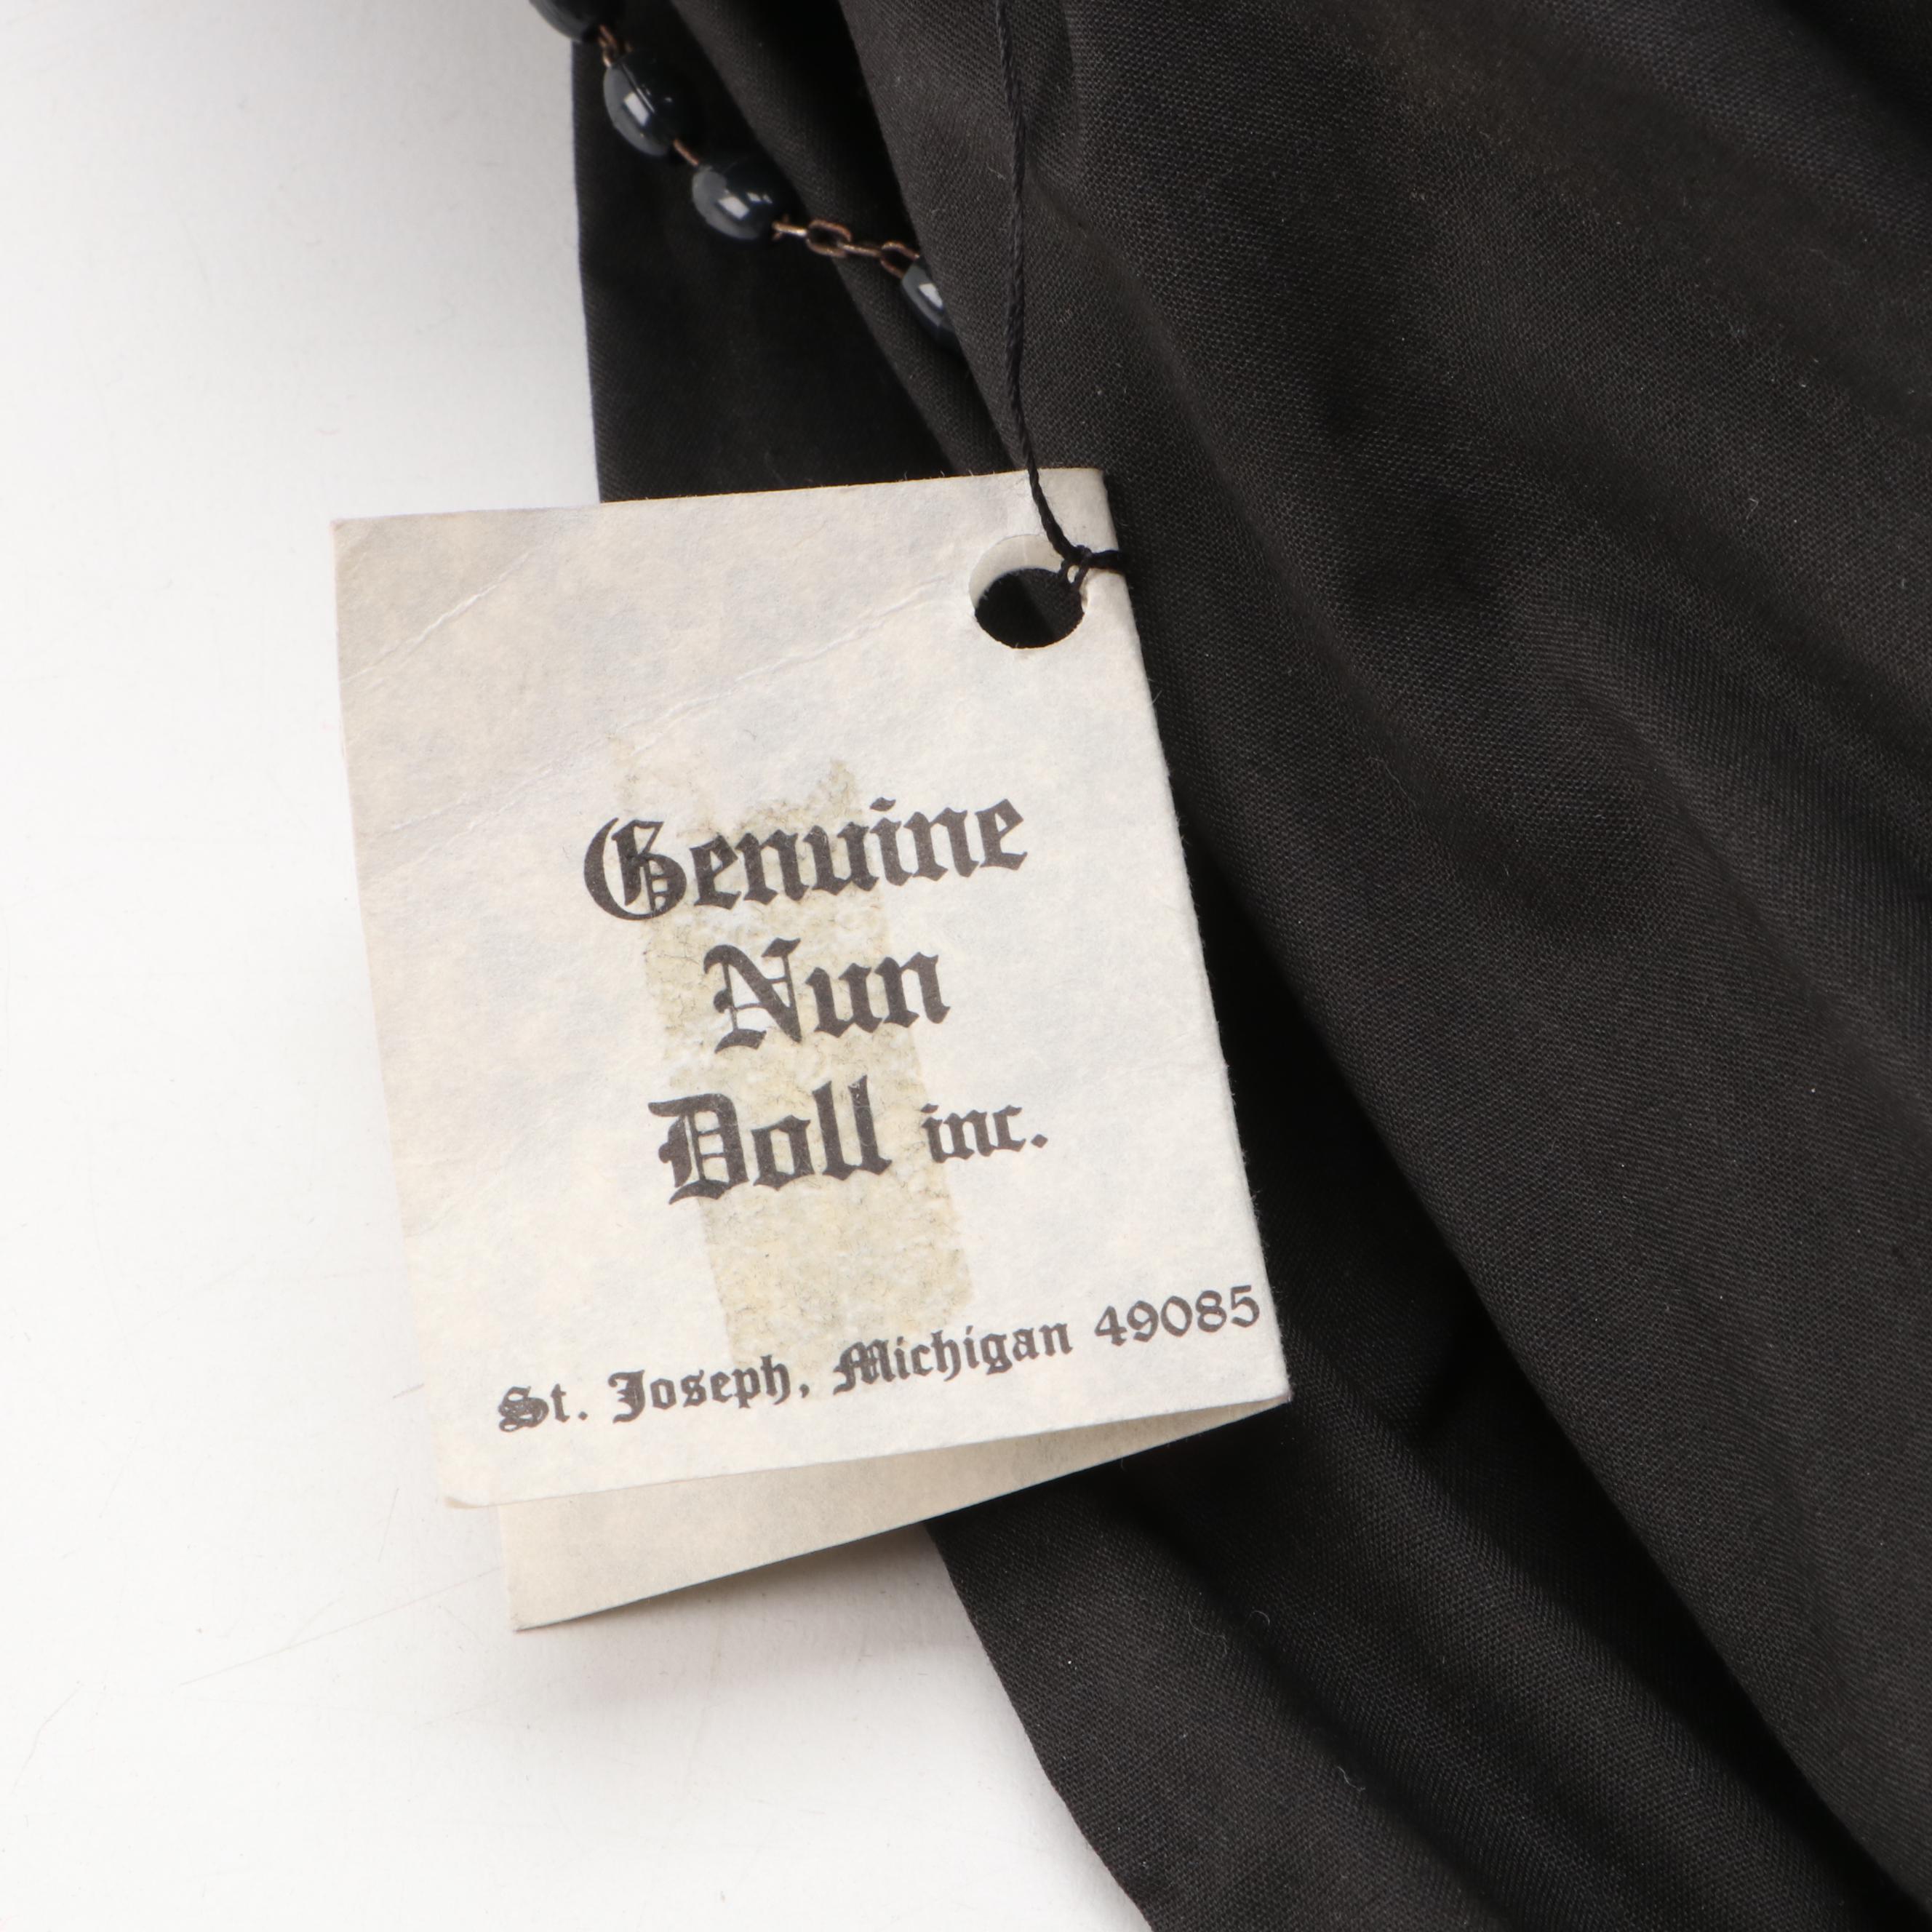 Genuine
Nun
Doll inc.
St. Joseph, Michigan 49085